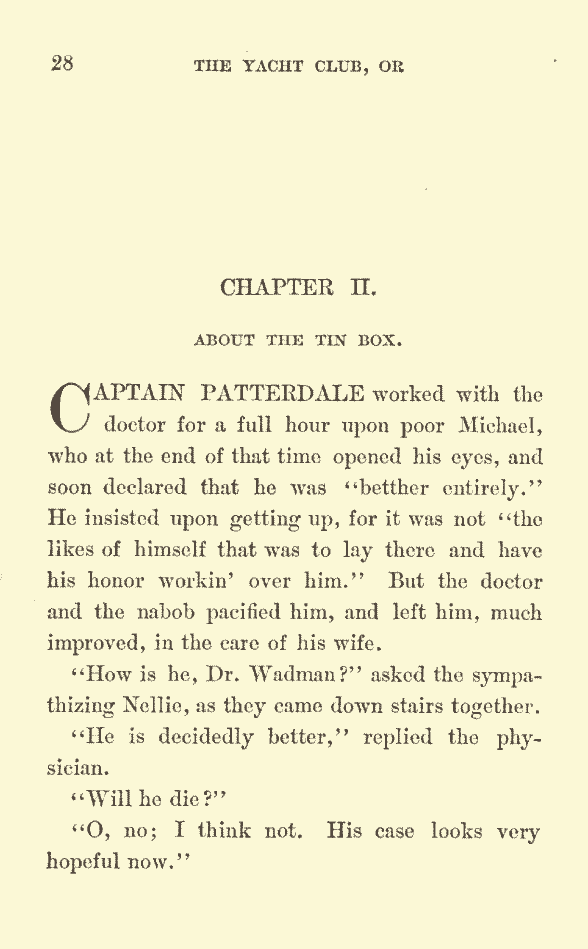 28 THE YACHT CLUB, OR
CHAPTER II.
ABOUT THE TIN BOX.
CAPTAIN PATTERDALE worked with the
doctor for a full hour upon poor Michael,
who at the end of that time opened his eyes, and
soon declared that he was “betther entirely.”
He insisted upon getting up, for it was not “the
likes of himself that was to lay there and have
his honor workin’ over him.” But the doctor
and the nabob pacified him, and left him, much
improved, in the care of his wife.
“How is he, Dr. Wadman?” asked the sympa-
thizing Nellie, as they came down stairs together.
“He is decidedly better,” replied the phy-
sician.
“Will he die?”
“O, no; I think not. His case looks very
hopeful now.”